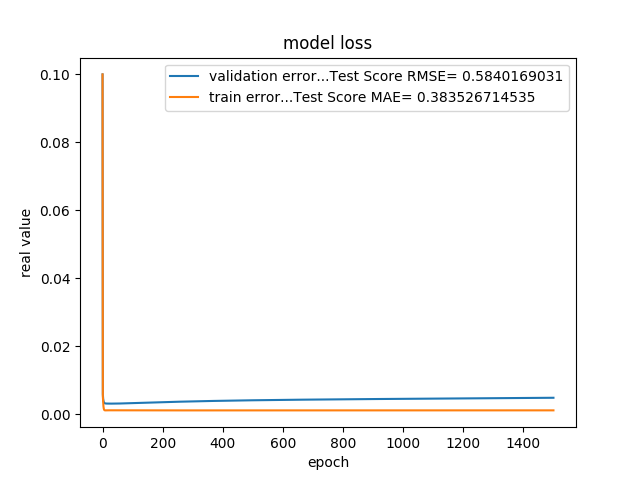 model loss
validation error...Test Score RMSE= 0.5840169031
train error...Test Score MAE= 0.383526714535
real value
0.10
0.08
0.06
0.04
0.02
0.00
0 200 400 600 800 1000 1200 1400
epoch